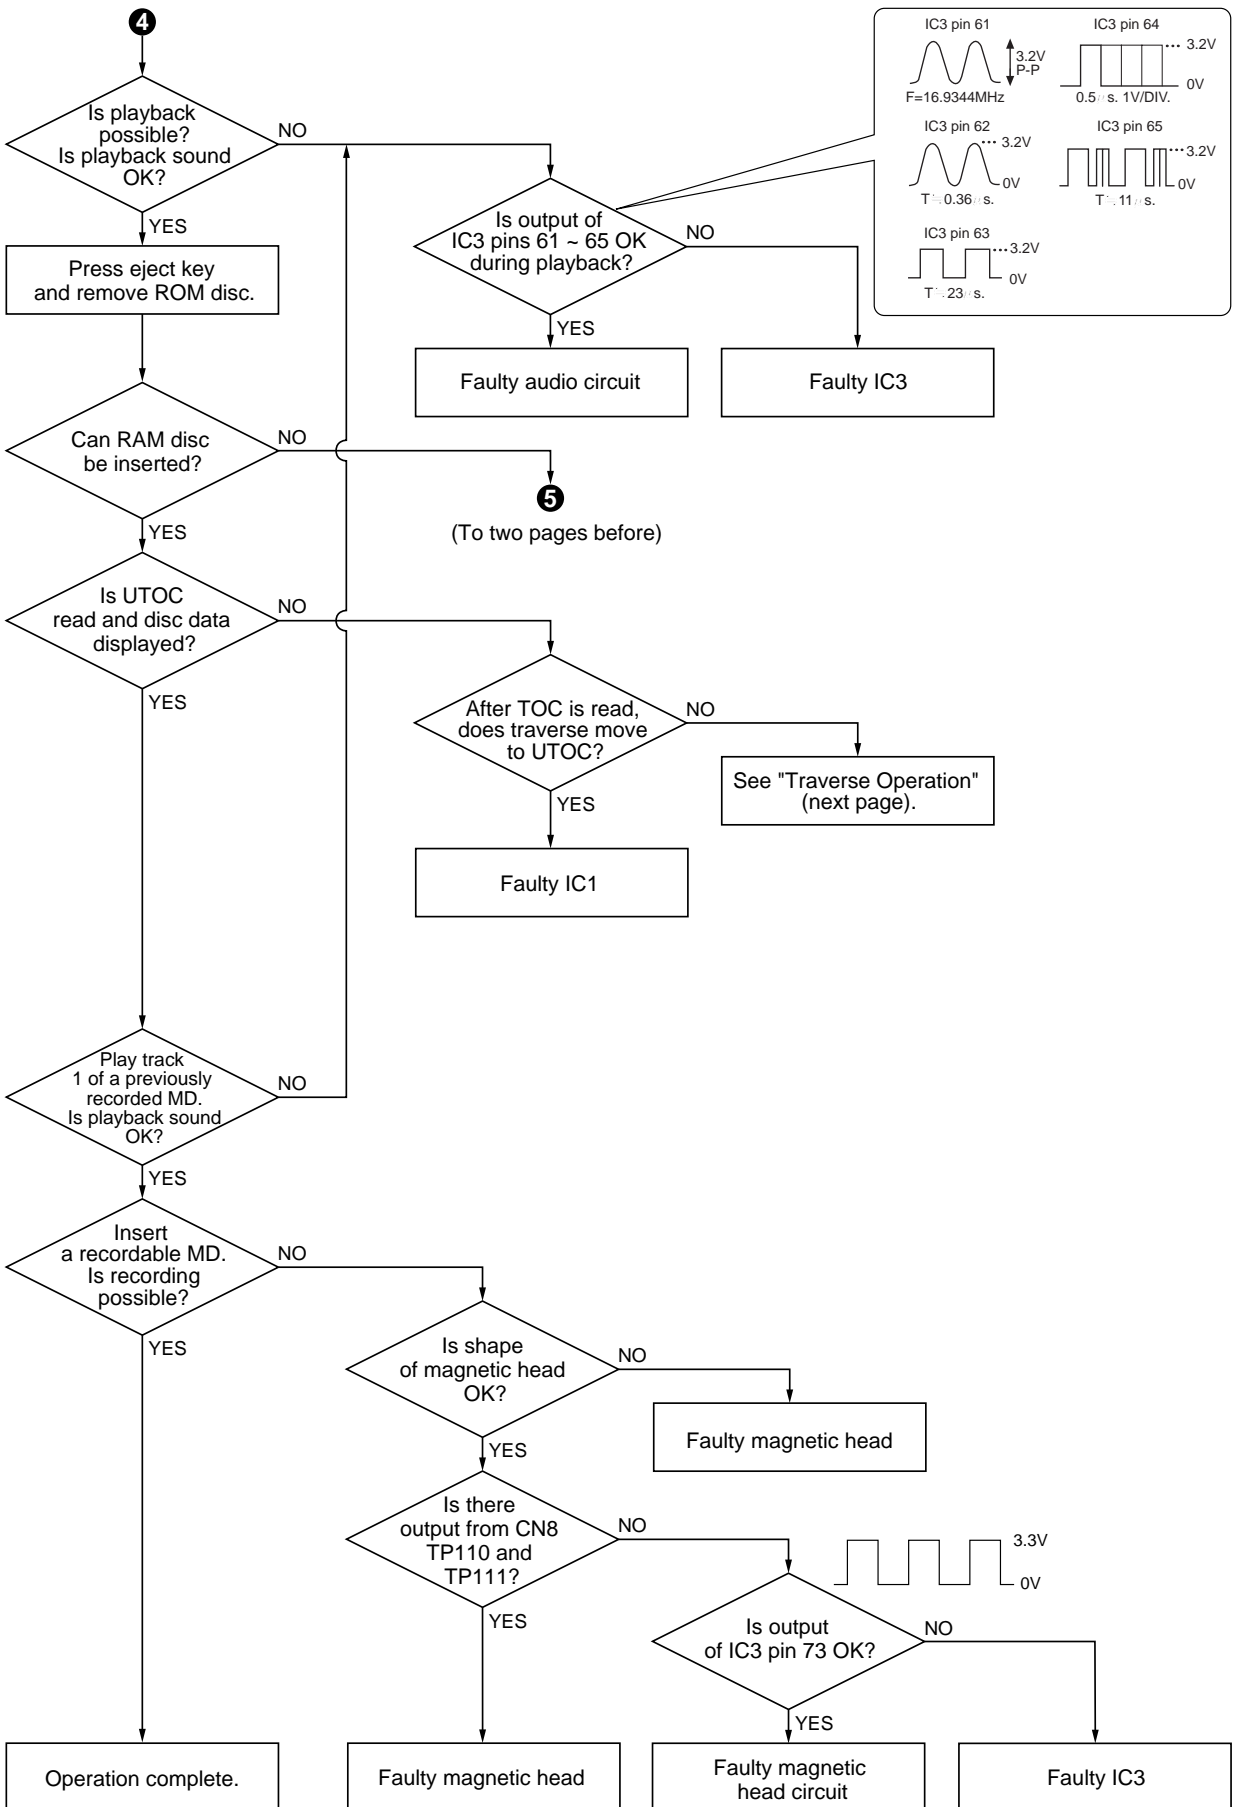 4
Is playback
possible?
Is playback sound
OK?
NO
YES
Press eject key
and remove ROM disc.
Can RAM disc
be inserted?
NO
5
(To two pages before)
YES
Is UTOC
read and disc data
displayed?
NO
YES
Is output of
IC3 pins 61 ~ 65 OK
during playback?
NO
YES
Faulty audio circuit
Faulty IC3
IC3 pin 61
3.2V
P-P
F=16.9344MHz
IC3 pin 64
3.2V
0V
0.5 s. 1V/DIV.
IC3 pin 62
3.2V
0V
T 0.36 s.
IC3 pin 65
3.2V
0V
T 11 s.
IC3 pin 63
3.2V
0V
T 23 s.
After TOC is read,
does traverse move
to UTOC?
NO
YES
See "Traverse Operation"
(next page).
Faulty IC1
Play track
1 of a previously
recorded MD.
Is playback sound
OK?
NO
YES
Insert
a recordable MD.
Is recording
possible?
NO
YES
Is shape
of magnetic head
OK?
NO
YES
Faulty magnetic head
Is there
output from CN8
TP110 and
TP111?
NO
YES
3.3V
0V
Is output
of IC3 pin 73 OK?
NO
YES
Operation complete.
Faulty magnetic head
Faulty magnetic
head circuit
Faulty IC3